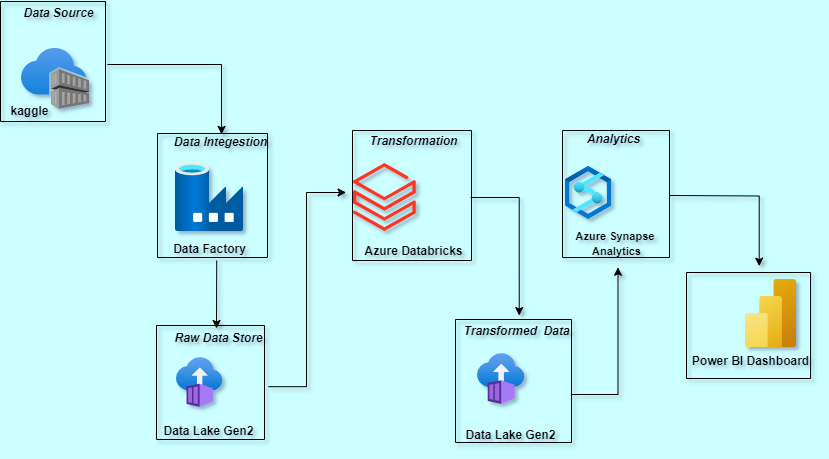 Data Source
kaggle
Data Integestion
Data Factory
Raw Data Store
Data Lake Gen2
Transformation
Azure Databricks
Transformed Data
Data Lake Gen2
Analytics
Azure Synapse
Analytics
Power BI Dashboard